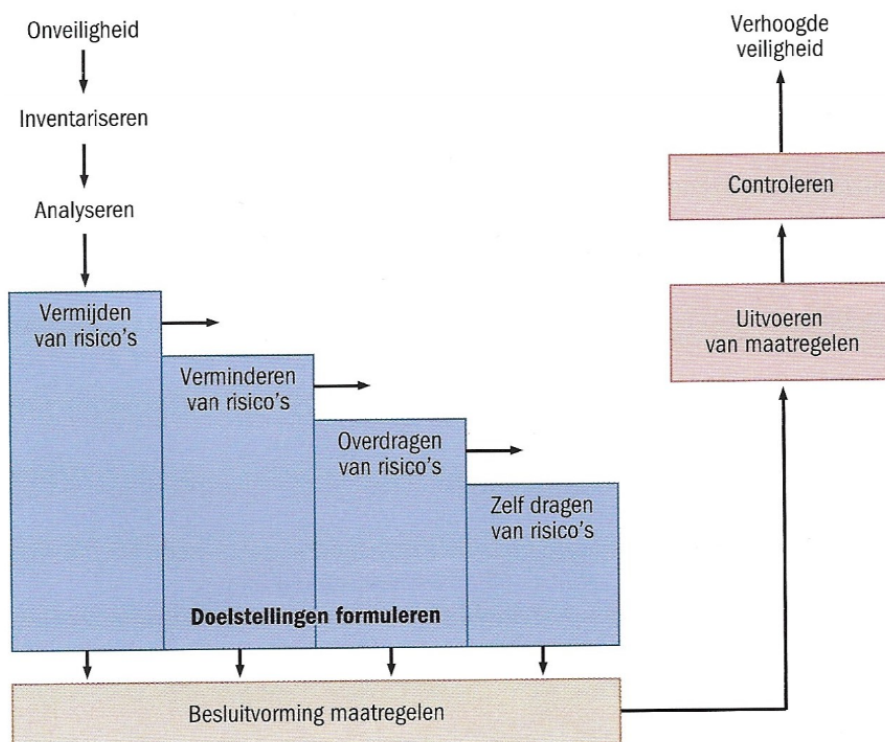 Onveiligheid
Inventariseren
Analyseren
Vermijden
van risico's
Verminderen
van risico's
Overdragen
van risico's
Zelf dragen
van risico's
Doelstellingen formuleren
Besluitvorming maatregelen
Uitvoeren
van maatregelen
Controleren
Verhoogde
veiligheid